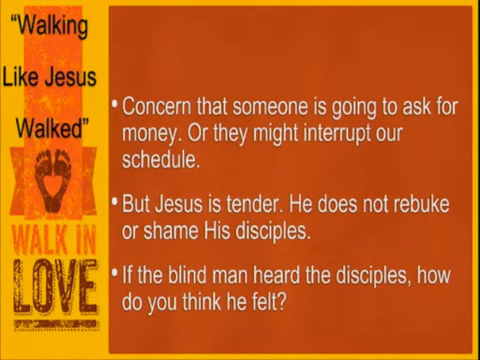 “Walking
Like Jesus
Walked”
WALK IN
LOVE
• Concern that someone is going to ask for
money. Or they might interrupt our
schedule.
• But Jesus is tender. He does not rebuke
or shame His disciples.
• If the blind man heard the disciples, how
do you think he felt?